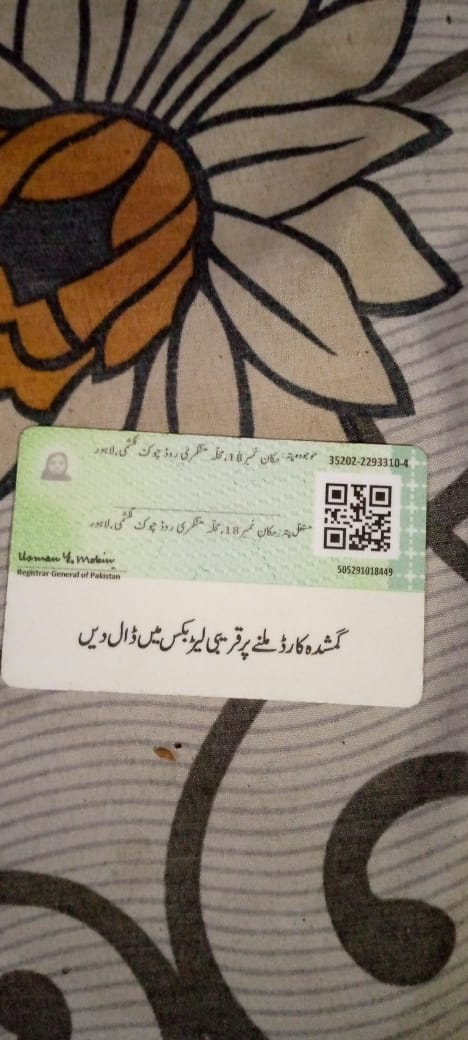 35202-2293310-4
موجودہ پتہ: مکان نمبر 18، محلہ منٹگمری روڈ چوک لکشمی، لاہور
مستقل پتہ: مکان نمبر 18، محلہ منٹگمری روڈ چوک لکشمی، لاہور
505291018449
Usman Y. Mobin
Registrar General of Pakistan
گمشدہ کارڈ ملنے پر قریبی لیٹر بکس میں ڈال دیں